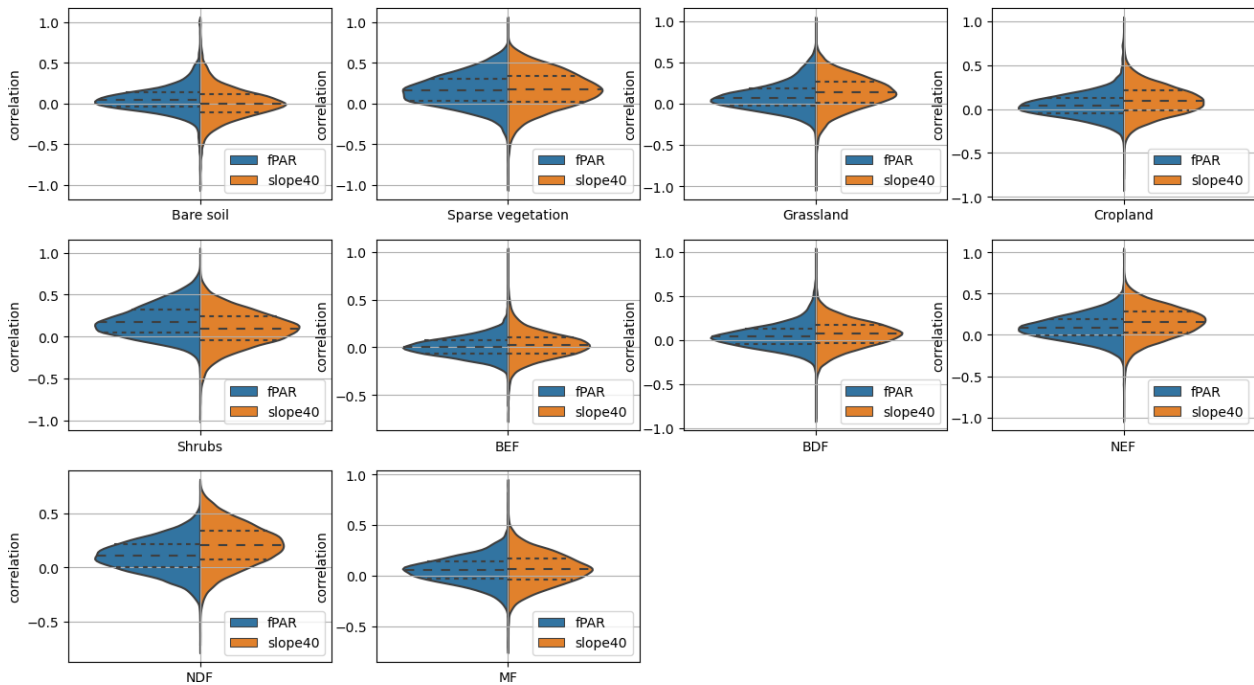 correlation
1.0
0.5
0.0
−0.5
−1.0
fPAR
slope40
Bare soil
correlation
1.0
0.5
0.0
−0.5
−1.0
fPAR
slope40
Sparse vegetation
correlation
1.0
0.5
0.0
−0.5
−1.0
fPAR
slope40
Grassland
correlation
1.0
0.5
0.0
−0.5
−1.0
fPAR
slope40
Cropland
correlation
1.0
0.5
0.0
−0.5
−1.0
fPAR
slope40
Shrubs
correlation
1.0
0.5
0.0
−0.5
fPAR
slope40
BEF
correlation
1.0
0.5
0.0
−0.5
−1.0
fPAR
slope40
BDF
correlation
1.0
0.5
0.0
−0.5
−1.0
fPAR
slope40
NEF
correlation
0.5
0.0
−0.5
fPAR
slope40
NDF
correlation
1.0
0.5
0.0
−0.5
fPAR
slope40
MF